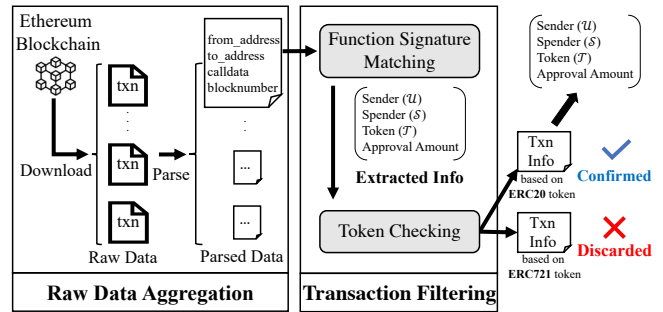 Ethereum
Blockchain
txn
txn
txn
Download
Parse
Raw Data
from_address
to_address
calldata
blocknumber
...
...
Parsed Data
Raw Data Aggregation
Function Signature
Matching
Sender (𝒰)
Spender (𝒮)
Token (𝒯)
Approval Amount
Extracted Info
Token Checking
Transaction Filtering
Sender (𝒰)
Spender (𝒮)
Token (𝒯)
Approval Amount
Txn
Info
based on
ERC20 token
Confirmed
Txn
Info
based on
ERC721 token
Discarded